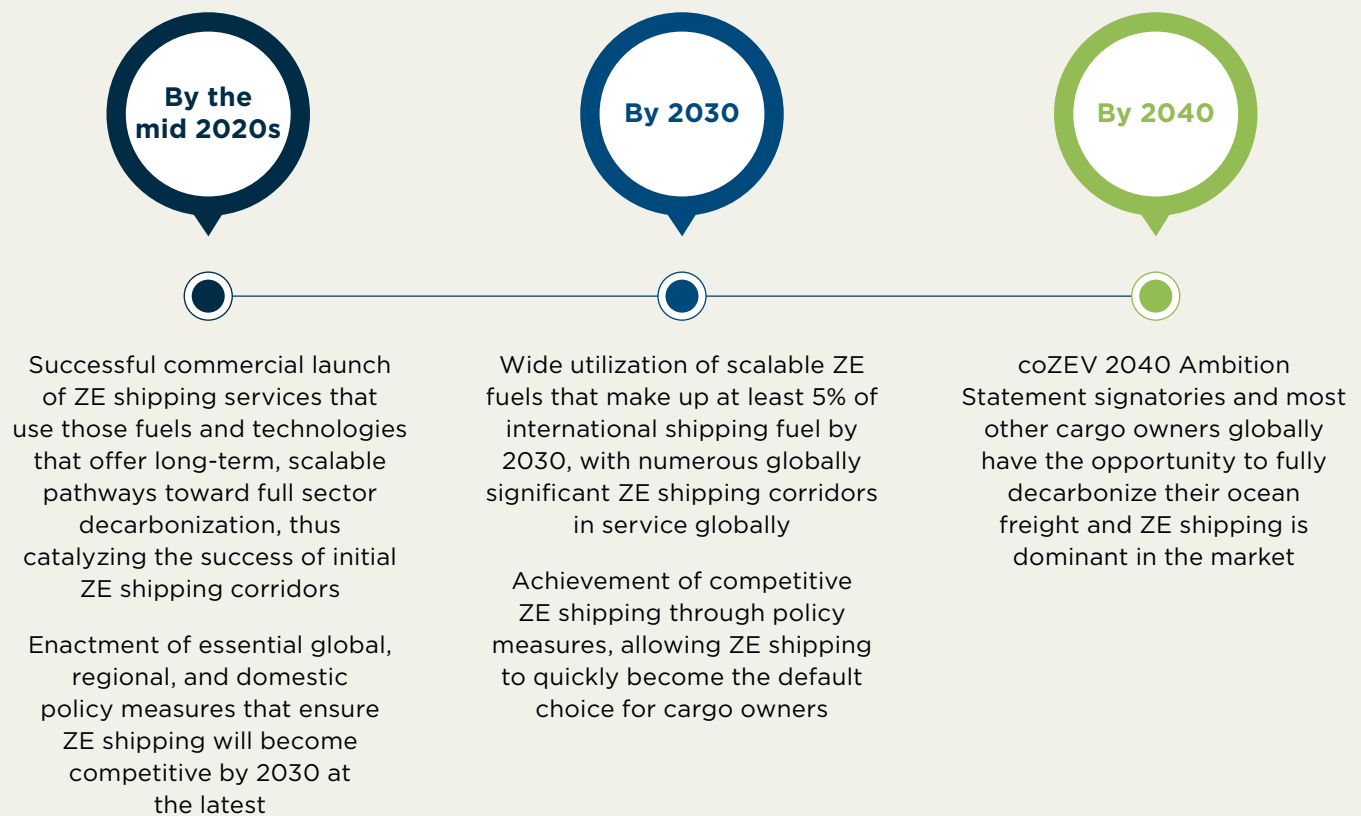 By the
mid 2020s
Successful commercial launch
of ZE shipping services that
use those fuels and technologies
that offer long-term, scalable
pathways toward full sector
decarbonization, thus
catalyzing the success of initial
ZE shipping corridors
Enactment of essential global,
regional, and domestic
policy measures that ensure
ZE shipping will become
competitive by 2030 at
the latest
By 2030
Wide utilization of scalable ZE
fuels that make up at least 5% of
international shipping fuel by
2030, with numerous globally
significant ZE shipping corridors
in service globally
Achievement of competitive
ZE shipping through policy
measures, allowing ZE shipping
to quickly become the default
choice for cargo owners
By 2040
coZEV 2040 Ambition
Statement signatories and most
other cargo owners globally
have the opportunity to fully
decarbonize their ocean
freight and ZE shipping is
dominant in the market